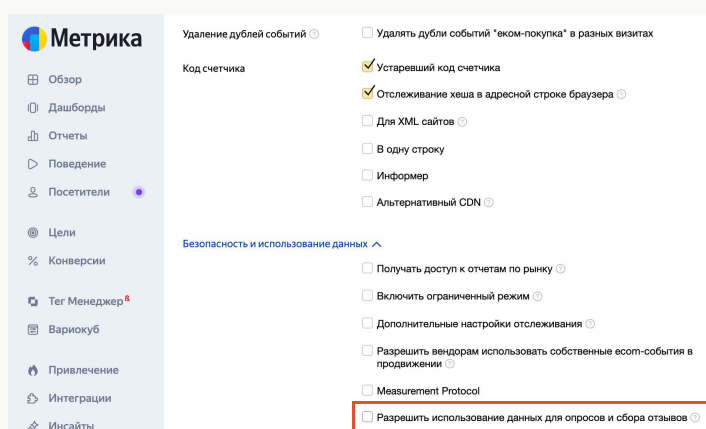 Метрика
Обзор
Дашборды
Отчеты
Поведение
Посетители
Цели
Конверсии
Тег Менеджер ß
Вариокуб
Привлечение
Интеграции
Инсайты
Удаление дублей событий ?
Удалять дубли событий "еком-покупка" в разных визитах
Код счетчика
Устаревший код счетчика
Отслеживание хеша в адресной строке браузера ?
Для XML сайтов ?
В одну строку
Информер
Альтернативный CDN ?
Безопасность и использование данных
Получать доступ к отчетам по рынку ?
Включить ограниченный режим ?
Дополнительные настройки отслеживания ?
Разрешить вендорам использовать собственные ecom-события в
продвижении ?
Measurement Protocol
Разрешить использование данных для опросов и сбора отзывов ?